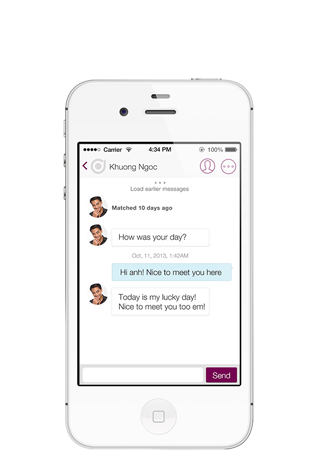 Carrier 4:34 PM 100%
Khuong Ngoc
Load earlier messages
Matched 10 days ago
How was your day?
Oct, 11, 2013, 1:42AM
Hi anh! Nice to meet you here
Today is my lucky day!
Nice to meet you too em!
Send